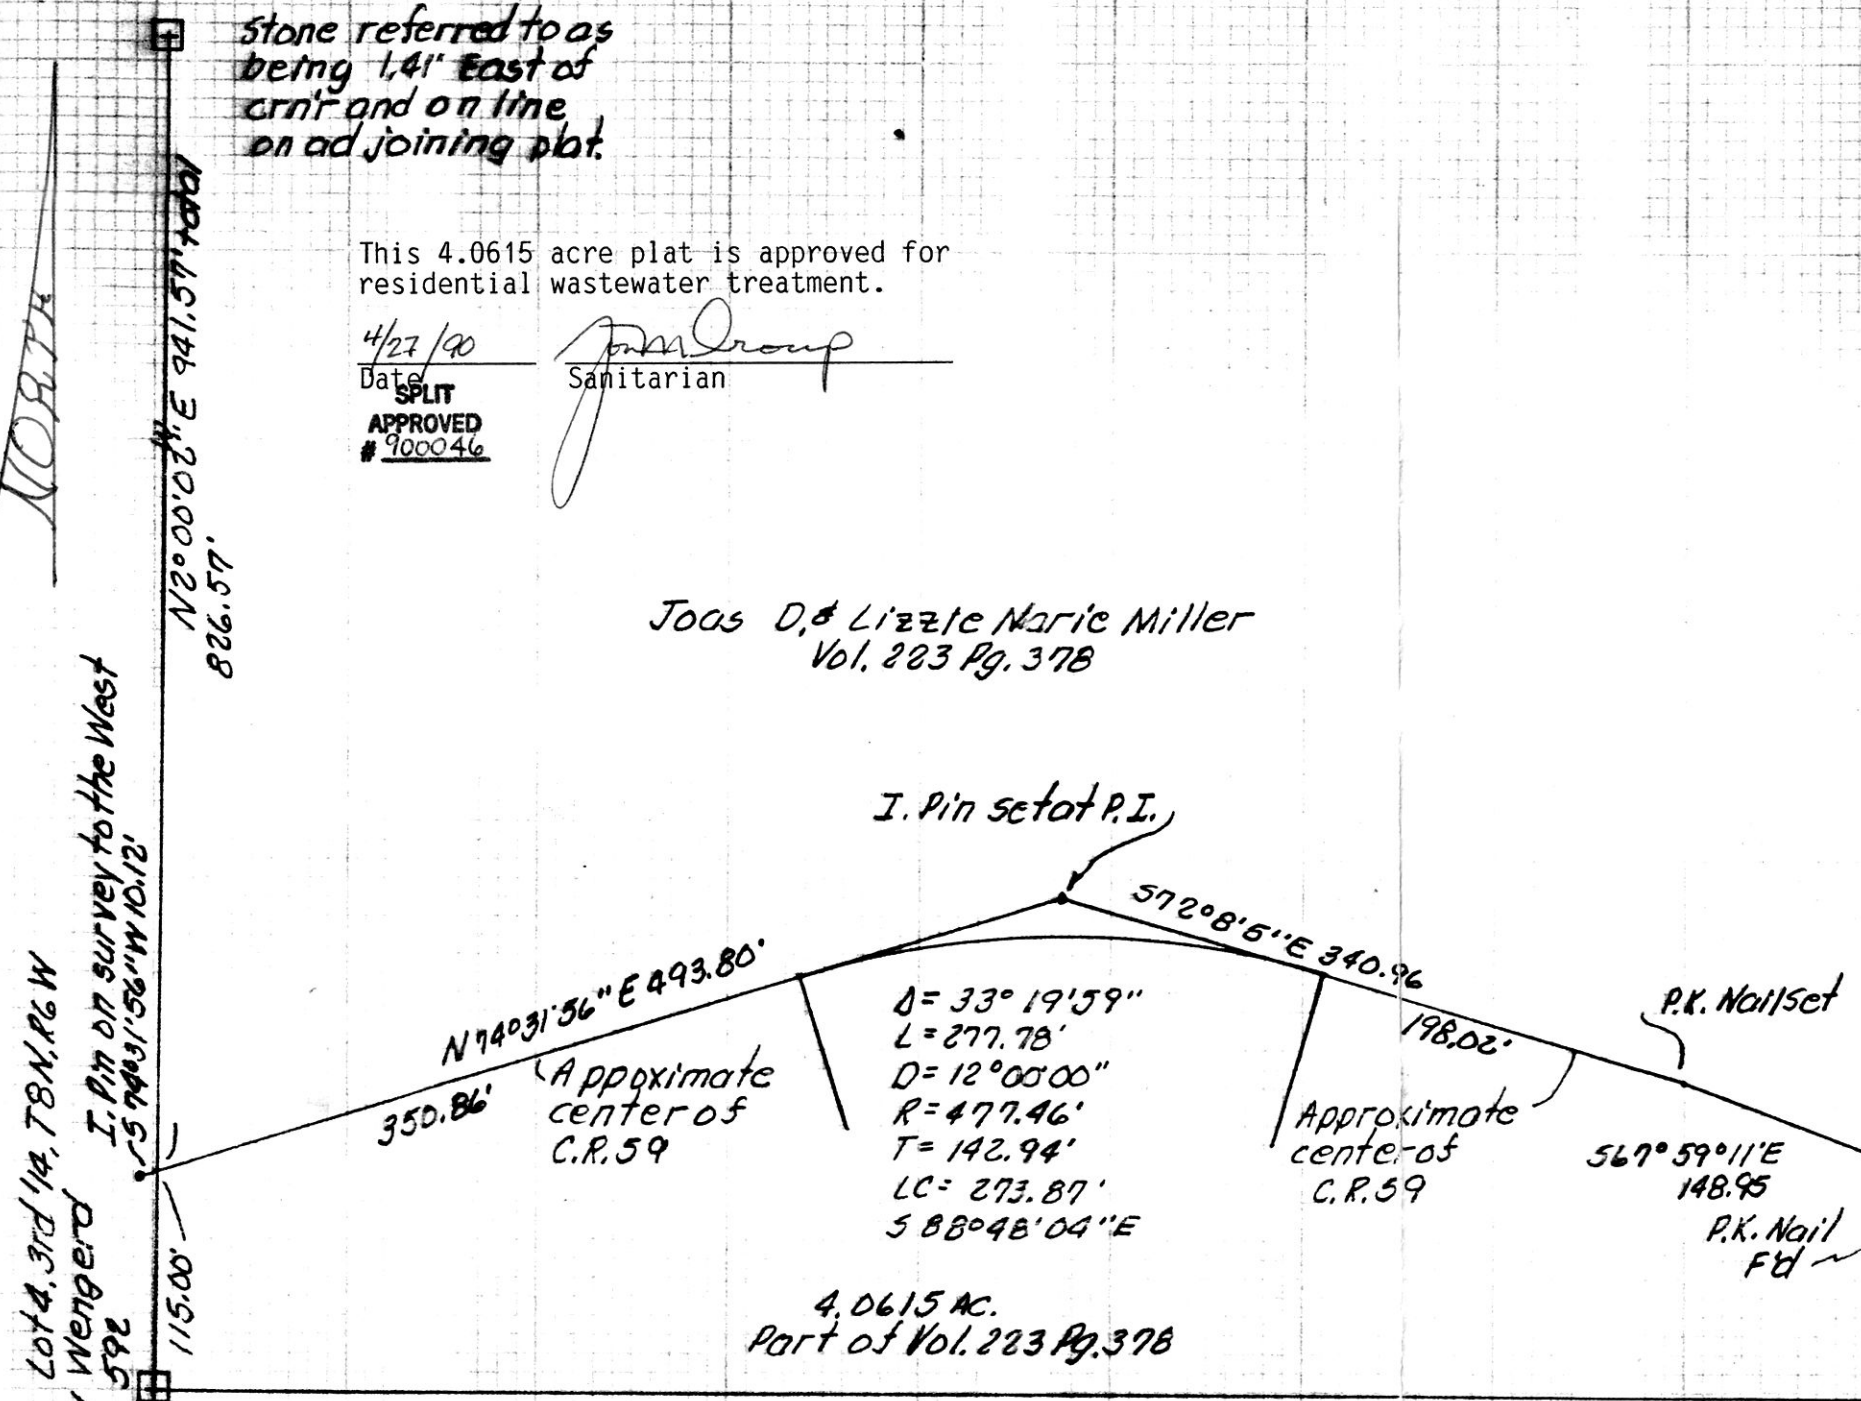 Stone referred to as
being 1.41' East of
crn'r and on line
on adjoining plat.
NORTH
N2°00'02"E 941.57' total
826.57'
This 4.0615 acre plat is approved for
residential wastewater treatment.
4/27/90
Date
Sanitarian
SPLIT
APPROVED
# 900046
Joas D. & Lizzie Marie Miller
Vol. 223 Pg. 378
I. Pin on survey to the West
S74°31'56"W 10.12'
Lot 4, 3rd 1/4, T8N, R6W
Wengerd
592
115.00'
I. Pin set at P.I.
N74°31'56"E 493.80'
350.86'
Appoximate
center of
C.R. 59
Δ= 33°19'59"
L= 277.78'
D= 12°00'00"
R= 477.46'
T= 142.94'
LC= 273.87'
S 88°48'04"E
S72°8'5"E 340.96
198.02'
Approximate
center of
C.R. 59
P.K. Nail set
S67°59°11'E
148.95
P.K. Nail
F'd
4.0615 AC.
Part of Vol. 223 Pg. 378